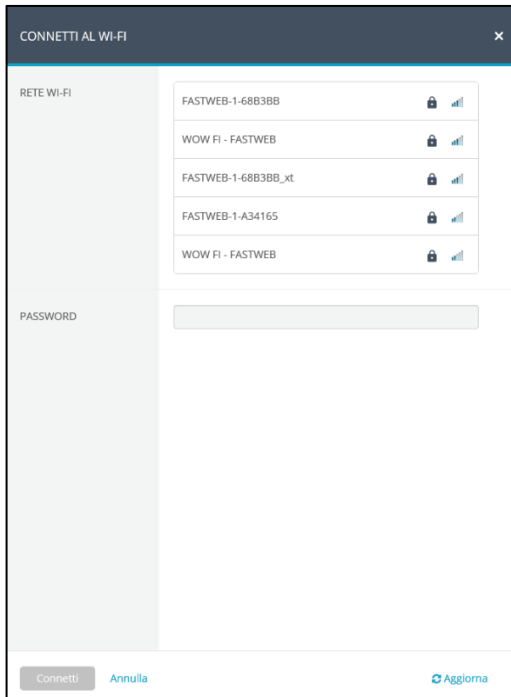 CONNETTI AL WI-FI
RETE WI-FI
FASTWEB-1-68B3BB
WOW FI - FASTWEB
FASTWEB-1-68B3BB_xt
FASTWEB-1-A34165
WOW FI - FASTWEB
PASSWORD
Connetti Annulla Aggiorna